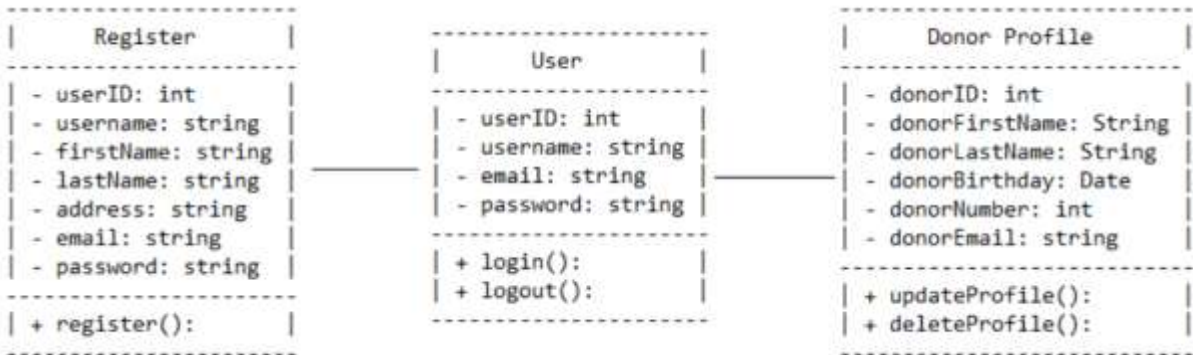 Register
- userID: int
- username: string
- firstName: string
- lastName: string
- address: string
- email: string
- password: string
+ register():
User
- userID: int
- username: string
- email: string
- password: string
+ login():
+ logout():
Donor Profile
- donorID: int
- donorFirstName: String
- donorLastName: String
- donorBirthday: Date
- donorNumber: int
- donorEmail: string
+ updateProfile():
+ deleteProfile():